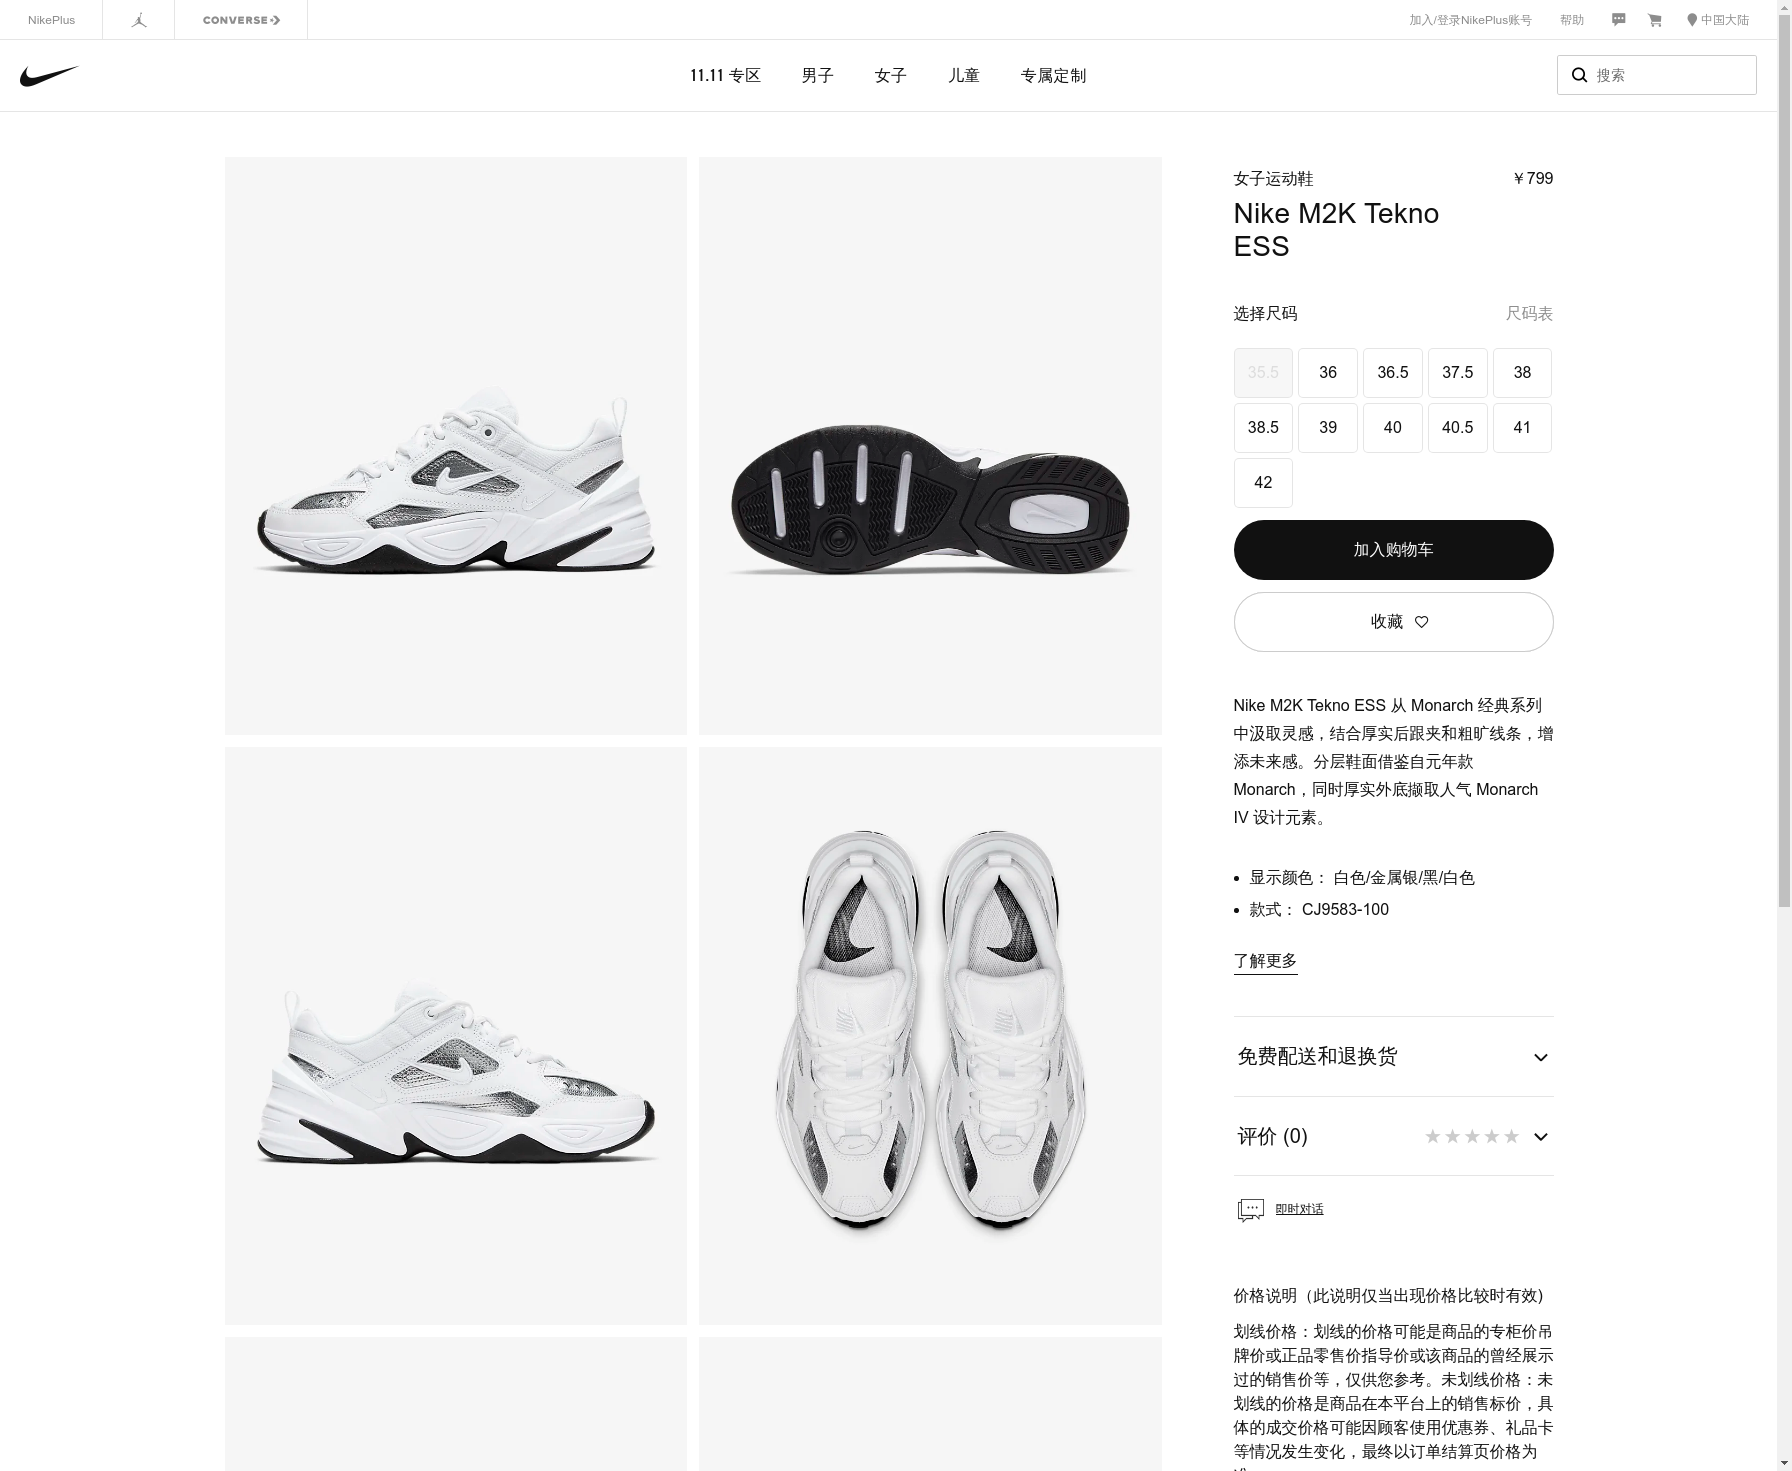 NikePlus
CONVERSE
加入/登录NikePlus账号
帮助
中国大陆
11.11 专区
男子
女子
儿童
专属定制
搜索
女子运动鞋
￥799
Nike M2K Tekno
ESS
选择尺码
尺码表
35.5
36
36.5
37.5
38
38.5
39
40
40.5
41
42
加入购物车
收藏
Nike M2K Tekno ESS 从 Monarch 经典系列
中汲取灵感，结合厚实后跟夹和粗旷线条，增
添未来感。分层鞋面借鉴自元年款
Monarch，同时厚实外底撷取人气 Monarch
IV 设计元素。
显示颜色： 白色/金属银/黑/白色
款式： CJ9583-100
了解更多
免费配送和退换货
评价 (0)
即时对话
价格说明（此说明仅当出现价格比较时有效)
划线价格：划线的价格可能是商品的专柜价吊
牌价或正品零售价指导价或该商品的曾经展示
过的销售价等，仅供您参考。未划线价格：未
划线的价格是商品在本平台上的销售标价，具
体的成交价格可能因顾客使用优惠券、礼品卡
等情况发生变化，最终以订单结算页价格为